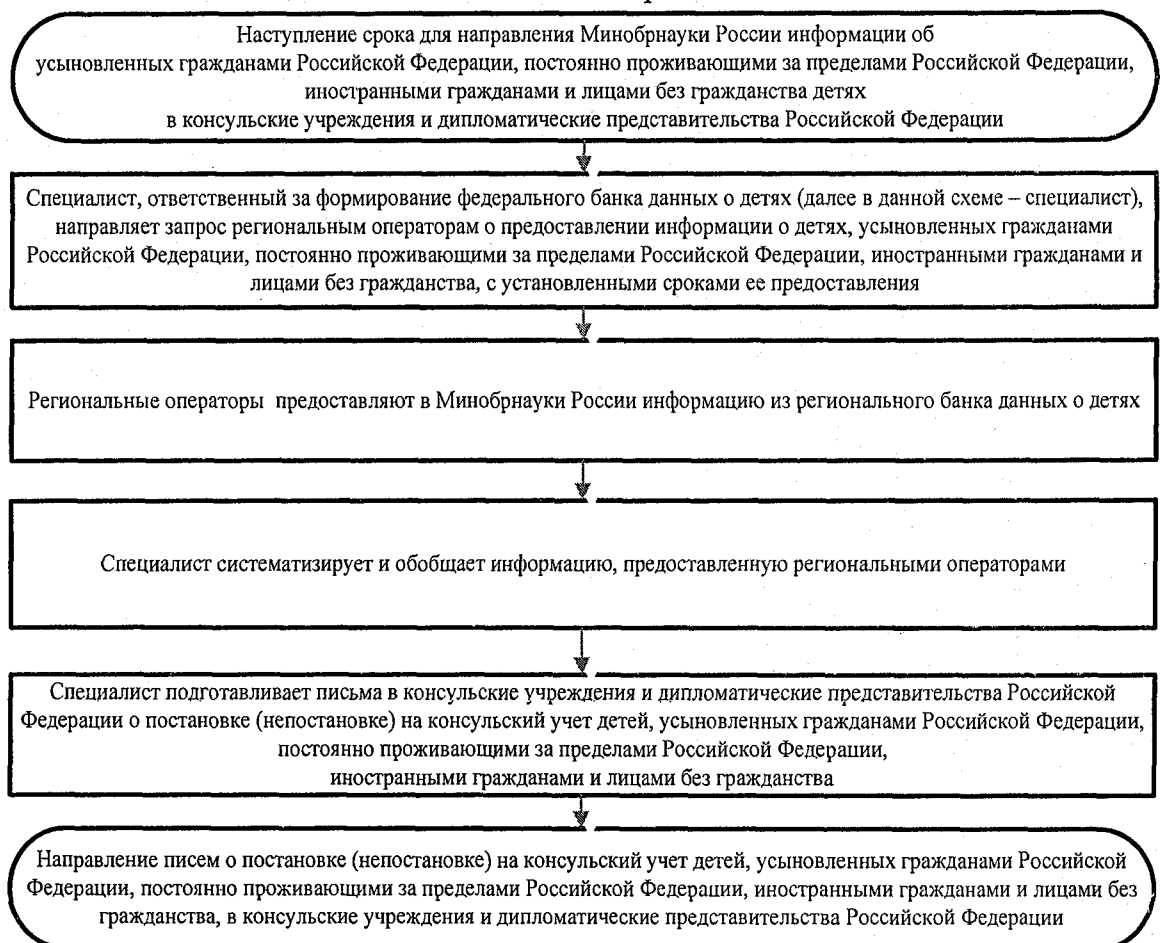 Наступление срока для направления Минобрнауки России информации об
усыновленных гражданами Российской Федерации, постоянно проживающими за пределами Российской Федерации,
иностранными гражданами и лицами без гражданства детях
в консульские учреждения и дипломатические представительства Российской Федерации
Специалист, ответственный за формирование федерального банка данных о детях (далее в данной схеме – специалист),
направляет запрос региональным операторам о предоставлении информации о детях, усыновленных гражданами
Российской Федерации, постоянно проживающими за пределами Российской Федерации, иностранными гражданами и
лицами без гражданства, с установленными сроками ее предоставления
Региональные операторы предоставляют в Минобрнауки России информацию из регионального банка данных о детях
Специалист систематизирует и обобщает информацию, предоставленную региональными операторами
Специалист подготавливает письма в консульские учреждения и дипломатические представительства Российской
Федерации о постановке (непостановке) на консульский учет детей, усыновленных гражданами Российской Федерации,
постоянно проживающими за пределами Российской Федерации,
иностранными гражданами и лицами без гражданства
Направление писем о постановке (непостановке) на консульский учет детей, усыновленных гражданами Российской
Федерации, постоянно проживающими за пределами Российской Федерации, иностранными гражданами и лицами без
гражданства, в консульские учреждения и дипломатические представительства Российской Федерации